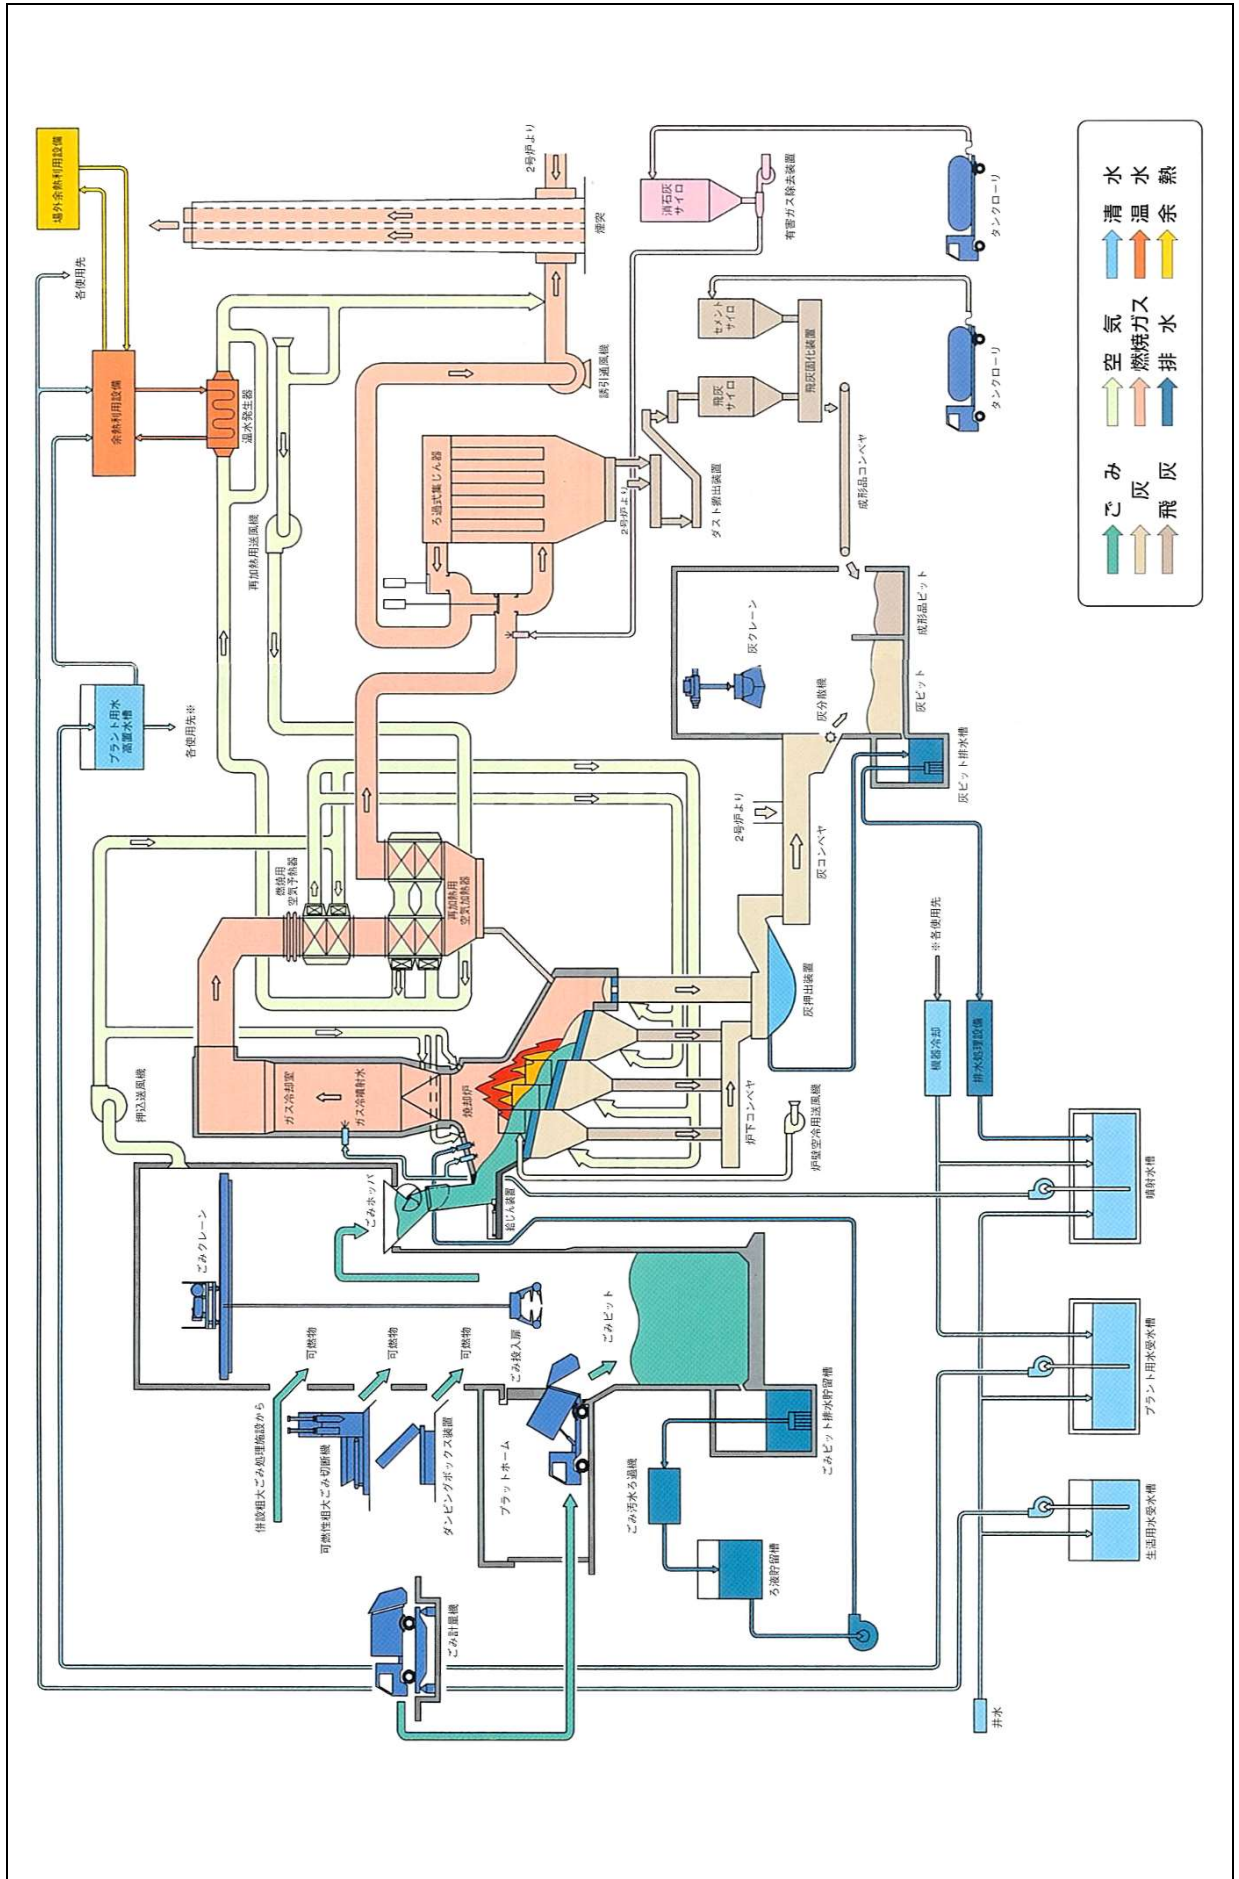 併設粗大ごみ処理施設から
可燃性粗大ごみ切断機
ダンピングボックス装置
可燃物
可燃物
可燃物
ごみ計量機
プラットホーム
ごみ投入扉
ごみピット
ごみクレーン
ごみホッパ
給じん装置
ごみピット排水貯留槽
ごみ汚水ろ過機
ろ液貯留槽
押込送風機
ガス冷却室
ガス冷噴射水
焼却炉
炉下コンベヤ
炉壁空冷用送風機
燃焼用
空気予熱器
再加熱用
空気加熱器
灰押出装置
灰コンベヤ
2号炉より
灰分散機
灰クレーン
灰ピット
成形品ピット
灰ピット排水槽
プラント用水
高置水槽
各使用先※
再加熱用送風機
温水発生器
余熱利用設備
場外余熱利用設備
各使用先
ろ過式集じん器
2号炉より
ダスト搬出装置
誘引通風機
煙突
2号炉より
飛灰
サイロ
セメント
サイロ
飛灰固化装置
成形品コンベヤ
消石灰
サイロ
有害ガス除去装置
タンクローリ
タンクローリ
井水
生活用水受水槽
プラント用水受水槽
噴射水槽
機器冷却
排水処理設備
※各使用先
ごみ
灰
飛灰
空気
燃焼ガス
排水
清水
温水
余熱